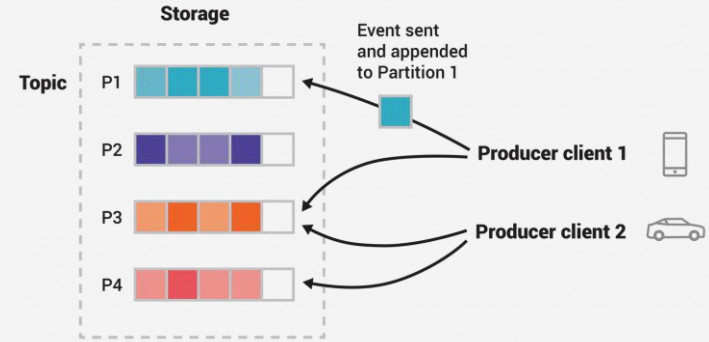 Storage
Event sent
and appended
to Partition 1
Topic
P1
P2
Producer client 1
P3
Producer client 2
P4